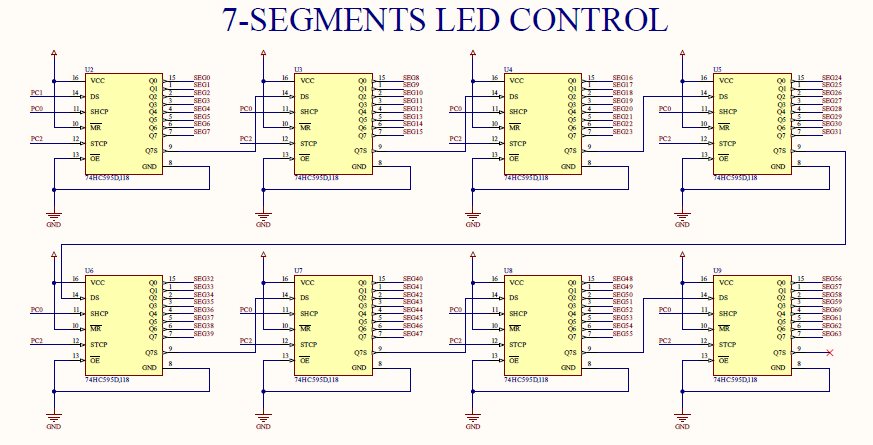 7-SEGMENTS LED CONTROL
U2 U3 U4 U5
16 VCC Q0 15 SEG0 16 VCC Q0 15 SEG8 16 VCC Q0 15 SEG16 16 VCC Q0 15 SEG24
Q1 1 SEG1 Q1 1 SEG9 Q1 1 SEG17 Q1 1 SEG25
PC1 14 DS Q2 2 SEG2 14 DS Q2 2 SEG10 14 DS Q2 2 SEG18 14 DS Q2 2 SEG26
Q3 3 SEG3 Q3 3 SEG11 Q3 3 SEG19 Q3 3 SEG27
PC0 11 SHCP Q4 4 SEG4 PC0 11 SHCP Q4 4 SEG12 PC0 11 SHCP Q4 4 SEG20 PC0 11 SHCP Q4 4 SEG28
Q5 5 SEG5 Q5 5 SEG13 Q5 5 SEG21 Q5 5 SEG29
10 MR Q6 6 SEG6 10 MR Q6 6 SEG14 10 MR Q6 6 SEG22 10 MR Q6 6 SEG30
Q7 7 SEG7 Q7 7 SEG15 Q7 7 SEG23 Q7 7 SEG31
PC2 12 STCP PC2 12 STCP PC2 12 STCP PC2 12 STCP
Q7S 9 Q7S 9 Q7S 9 Q7S 9
13 OE 13 OE 13 OE 13 OE
GND 8 GND 8 GND 8 GND 8
74HC595D,118 74HC595D,118 74HC595D,118 74HC595D,118
GND GND GND GND
U6 U7 U8 U9
16 VCC Q0 15 SEG32 16 VCC Q0 15 SEG40 16 VCC Q0 15 SEG48 16 VCC Q0 15 SEG56
Q1 1 SEG33 Q1 1 SEG41 Q1 1 SEG49 Q1 1 SEG57
14 DS Q2 2 SEG34 14 DS Q2 2 SEG42 14 DS Q2 2 SEG50 14 DS Q2 2 SEG58
Q3 3 SEG35 Q3 3 SEG43 Q3 3 SEG51 Q3 3 SEG59
PC0 11 SHCP Q4 4 SEG36 PC0 11 SHCP Q4 4 SEG44 PC0 11 SHCP Q4 4 SEG52 PC0 11 SHCP Q4 4 SEG60
Q5 5 SEG37 Q5 5 SEG45 Q5 5 SEG53 Q5 5 SEG61
10 MR Q6 6 SEG38 10 MR Q6 6 SEG46 10 MR Q6 6 SEG54 10 MR Q6 6 SEG62
Q7 7 SEG39 Q7 7 SEG47 Q7 7 SEG55 Q7 7 SEG63
PC2 12 STCP PC2 12 STCP PC2 12 STCP PC2 12 STCP
Q7S 9 Q7S 9 Q7S 9 Q7S 9
13 OE 13 OE 13 OE 13 OE
GND 8 GND 8 GND 8 GND 8
74HC595D,118 74HC595D,118 74HC595D,118 74HC595D,118
GND GND GND GND